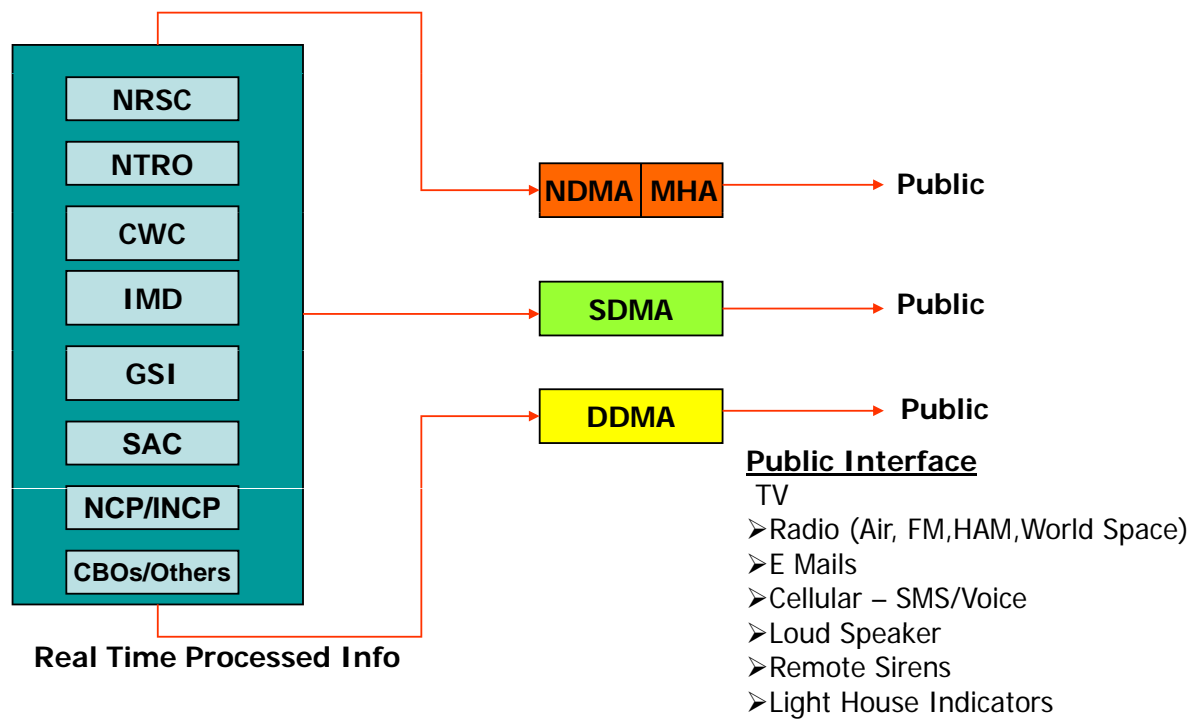 NRSC
NTRO
CWC
IMD
GSI
SAC
NCP/INCP
CBOs/Others
Real Time Processed Info
NDMA MHA
Public
SDMA
Public
DDMA
Public
Public Interface
TV
➢Radio (Air, FM,HAM,World Space)
➢E Mails
➢Cellular – SMS/Voice
➢Loud Speaker
➢Remote Sirens
➢Light House Indicators